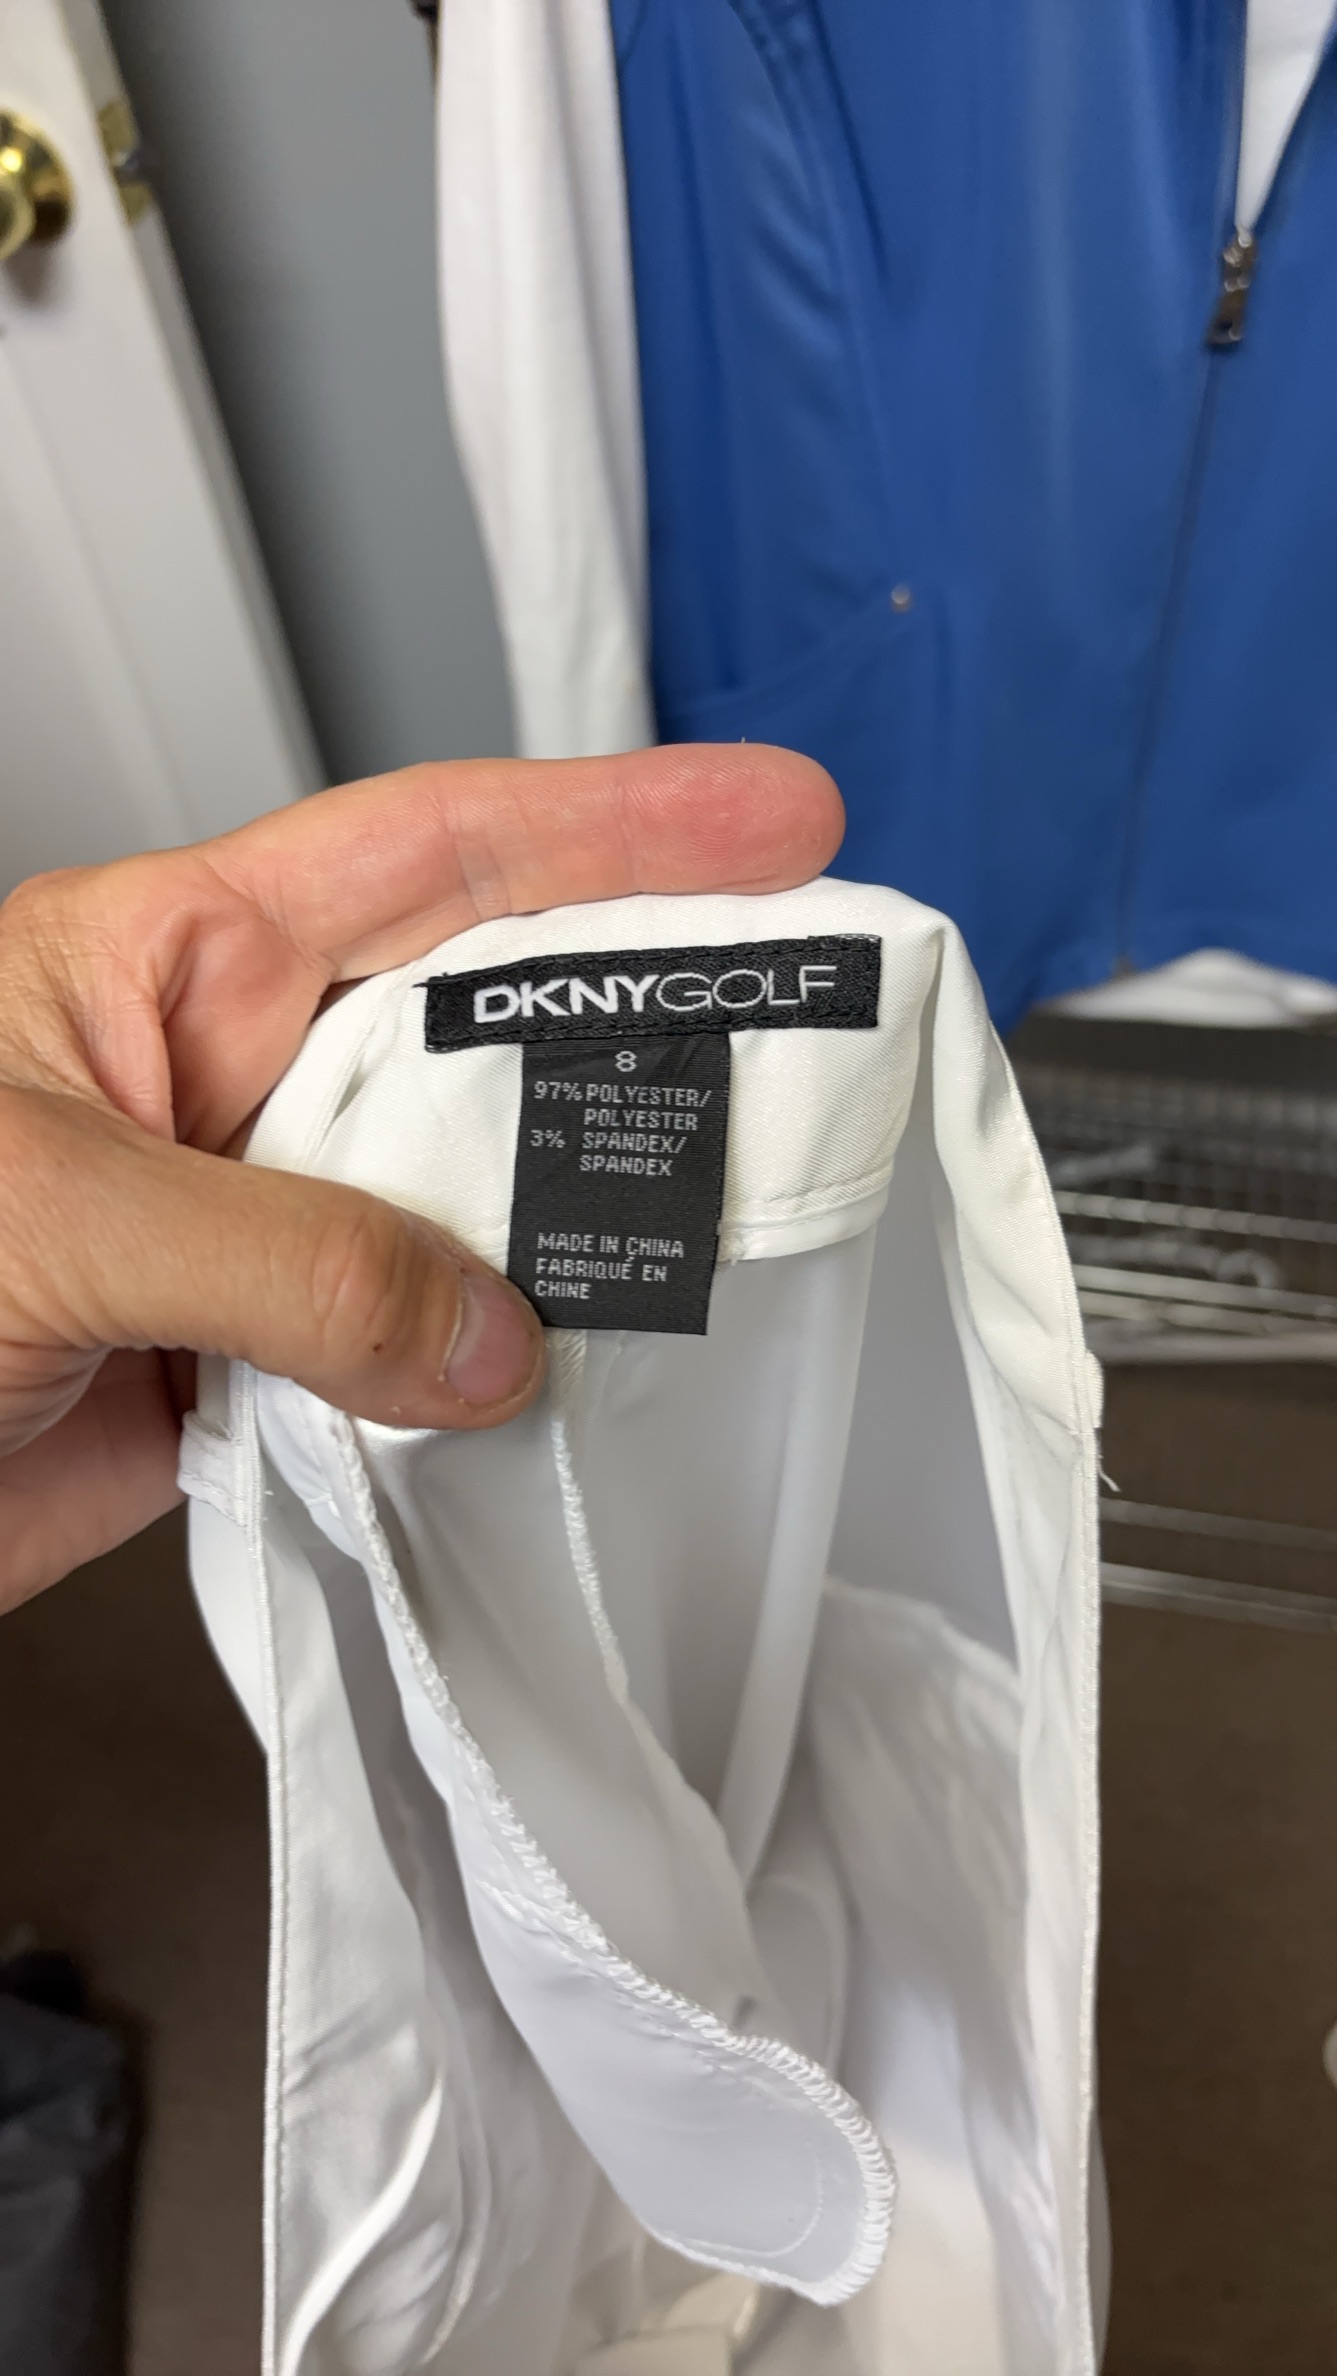 DKNYGOLF
8
97% POLYESTER/
POLYESTER
3% SPANDEX/
SPANDEX
MADE IN CHINA
FABRIQUÉ EN
CHINE